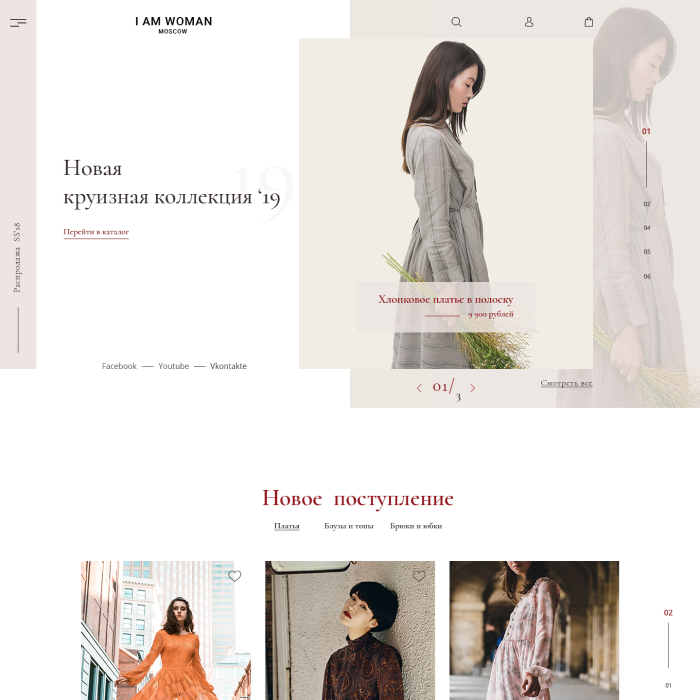 I AM WOMAN
MOSCOW
01
19
Новая
круизная коллекция ‘19
Перейти в каталог
Распродажа SS'18
02
04
05
06
Хлопковое платье в полоску
9 900 рублей
Facebook — Youtube — Vkontakte
01/3
Смотреть все
Новое поступление
Платья Блузы и топы Брюки и юбки
02
01